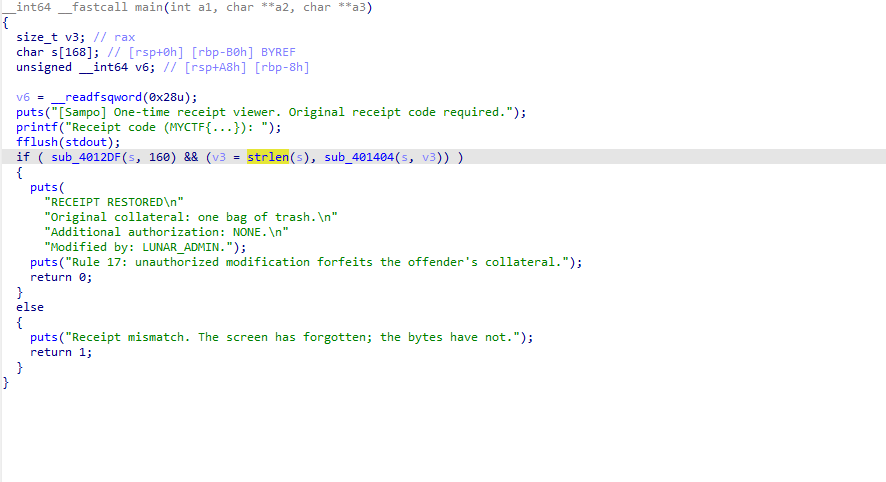 __int64 __fastcall main(int a1, char **a2, char **a3)
{
  size_t v3; // rax
  char s[168]; // [rsp+0h] [rbp-B0h] BYREF
  unsigned __int64 v6; // [rsp+A8h] [rbp-8h]

  v6 = __readfsqword(0x28u);
  puts("[Sampo] One-time receipt viewer. Original receipt code required.");
  printf("Receipt code (MYCTF{...}): ");
  fflush(stdout);
  if ( sub_4012DF(s, 160) && (v3 = strlen(s), sub_401404(s, v3)) )
  {
    puts(
      "RECEIPT RESTORED\n"
      "Original collateral: one bag of trash.\n"
      "Additional authorization: NONE.\n"
      "Modified by: LUNAR_ADMIN.");
    puts("Rule 17: unauthorized modification forfeits the offender's collateral.");
    return 0;
  }
  else
  {
    puts("Receipt mismatch. The screen has forgotten; the bytes have not.");
    return 1;
  }
}